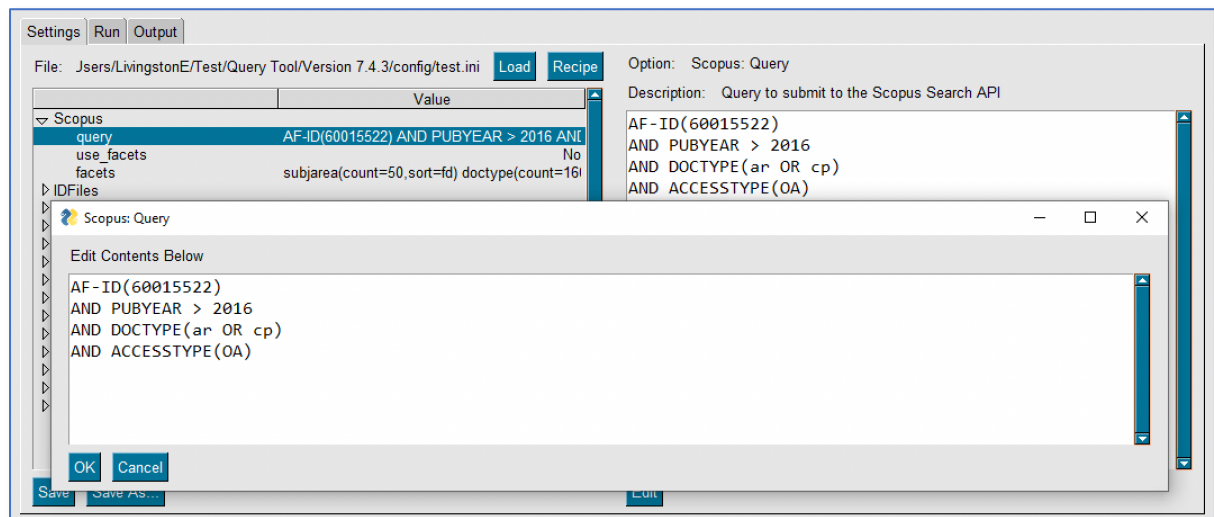 Settings Run Output
File: Jsers/LivingstonE/Test/Query Tool/Version 7.4.3/config/test.ini Load Recipe
Value
Scopus
query AF-ID(60015522) AND PUBYEAR > 2016 AND
use_facets No
facets subjarea(count=50,sort=fd) doctype(count=160
IDFiles
Option: Scopus: Query
Description: Query to submit to the Scopus Search API
AF-ID(60015522)
AND PUBYEAR > 2016
AND DOCTYPE(ar OR cp)
AND ACCESSTYPE(OA)
Scopus: Query
Edit Contents Below
AF-ID(60015522)
AND PUBYEAR > 2016
AND DOCTYPE(ar OR cp)
AND ACCESSTYPE(OA)
OK Cancel
Save Save As... Edit